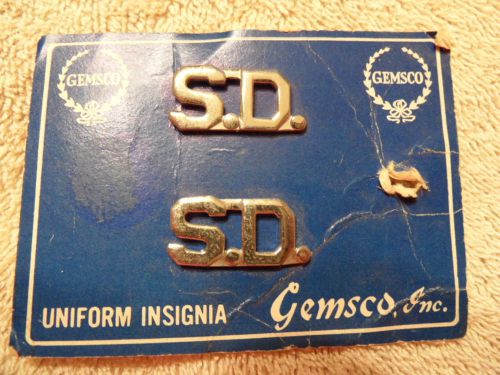 GEMSCO
GEMSCO
S.D.
S.D.
UNIFORM INSIGNIA
Gemsco, Inc.